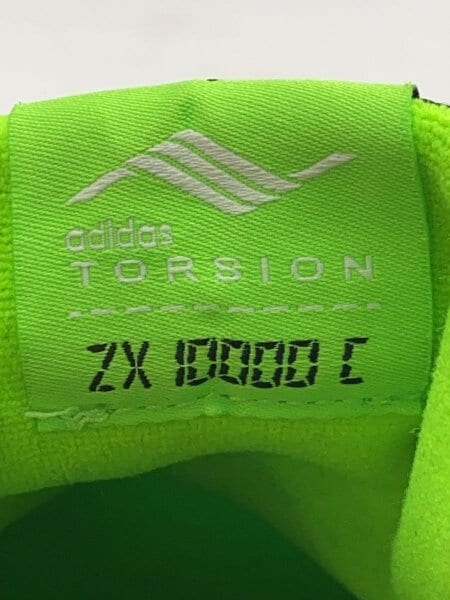 adidas
TORSION
ZX 10000 C